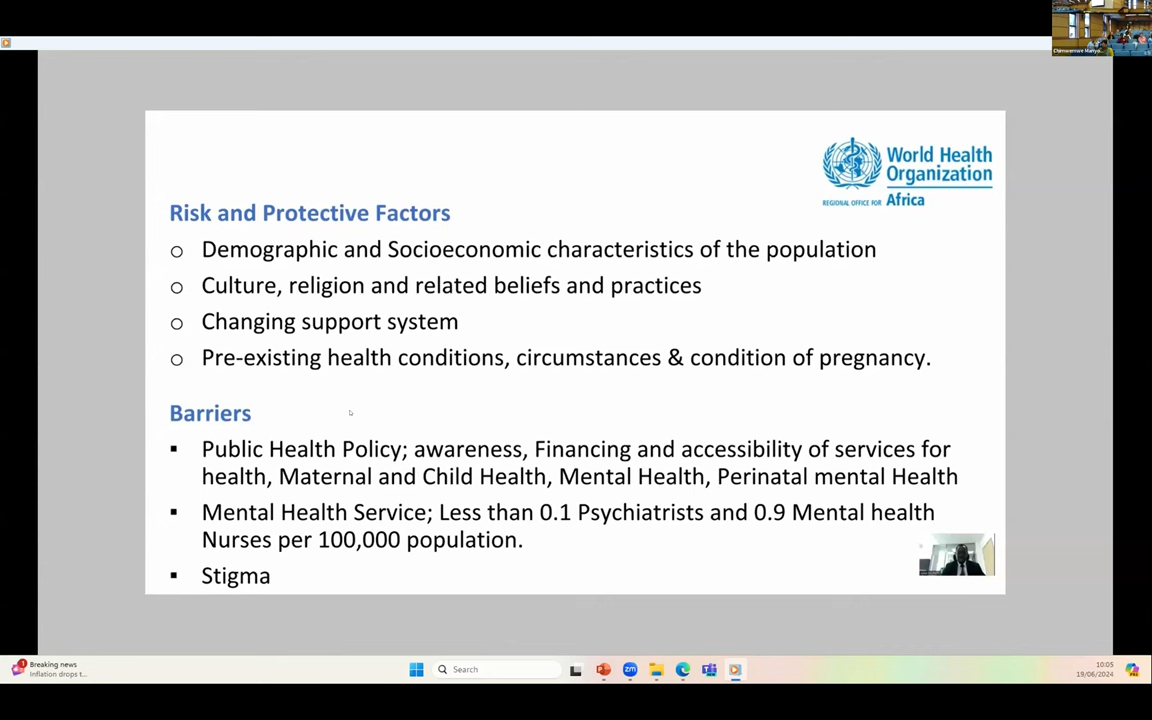 Chimwemwe Manyo...
World Health
Organization
REGIONAL OFFICE FOR Africa
Risk and Protective Factors
o Demographic and Socioeconomic characteristics of the population
o Culture, religion and related beliefs and practices
o Changing support system
o Pre-existing health conditions, circumstances & condition of pregnancy.
Barriers
▪ Public Health Policy; awareness, Financing and accessibility of services for
health, Maternal and Child Health, Mental Health, Perinatal mental Health
▪ Mental Health Service; Less than 0.1 Psychiatrists and 0.9 Mental health
Nurses per 100,000 population.
▪ Stigma
1
Breaking news
Inflation drops t...
Search
10:05
19/06/2024